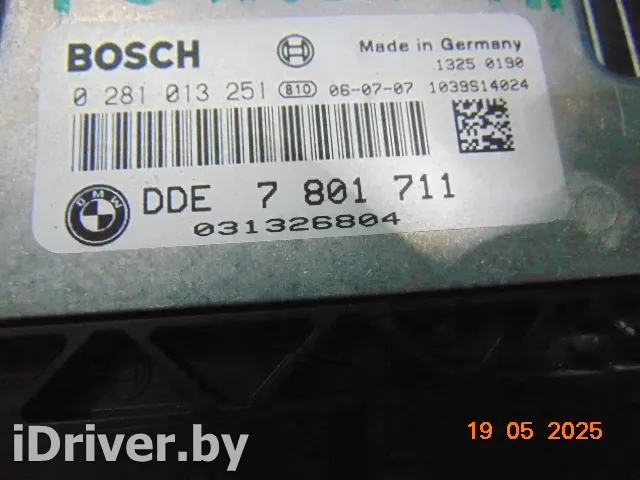 BOSCH
Made in Germany
1325 0190
0 281 013 251 810 06-07-07 1039S14024
BMW DDE 7 801 711
031326804
19 05 2025
iDriver.by